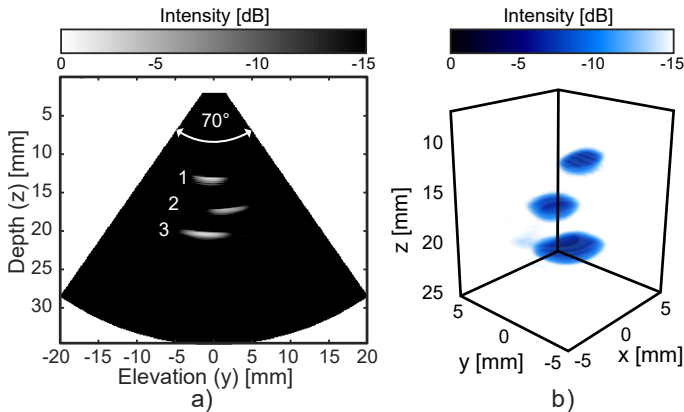 Intensity [dB]
0 -5 -10 -15
Depth (z) [mm]
5
10
15
20
25
30
70°
1
2
3
-20 -15 -10 -5 0 5 10 15 20
Elevation (y) [mm]
a)
Intensity [dB]
0 -5 -10 -15
z [mm]
10
15
20
25
5 0 -5
y [mm]
-5 0 5
x [mm]
b)